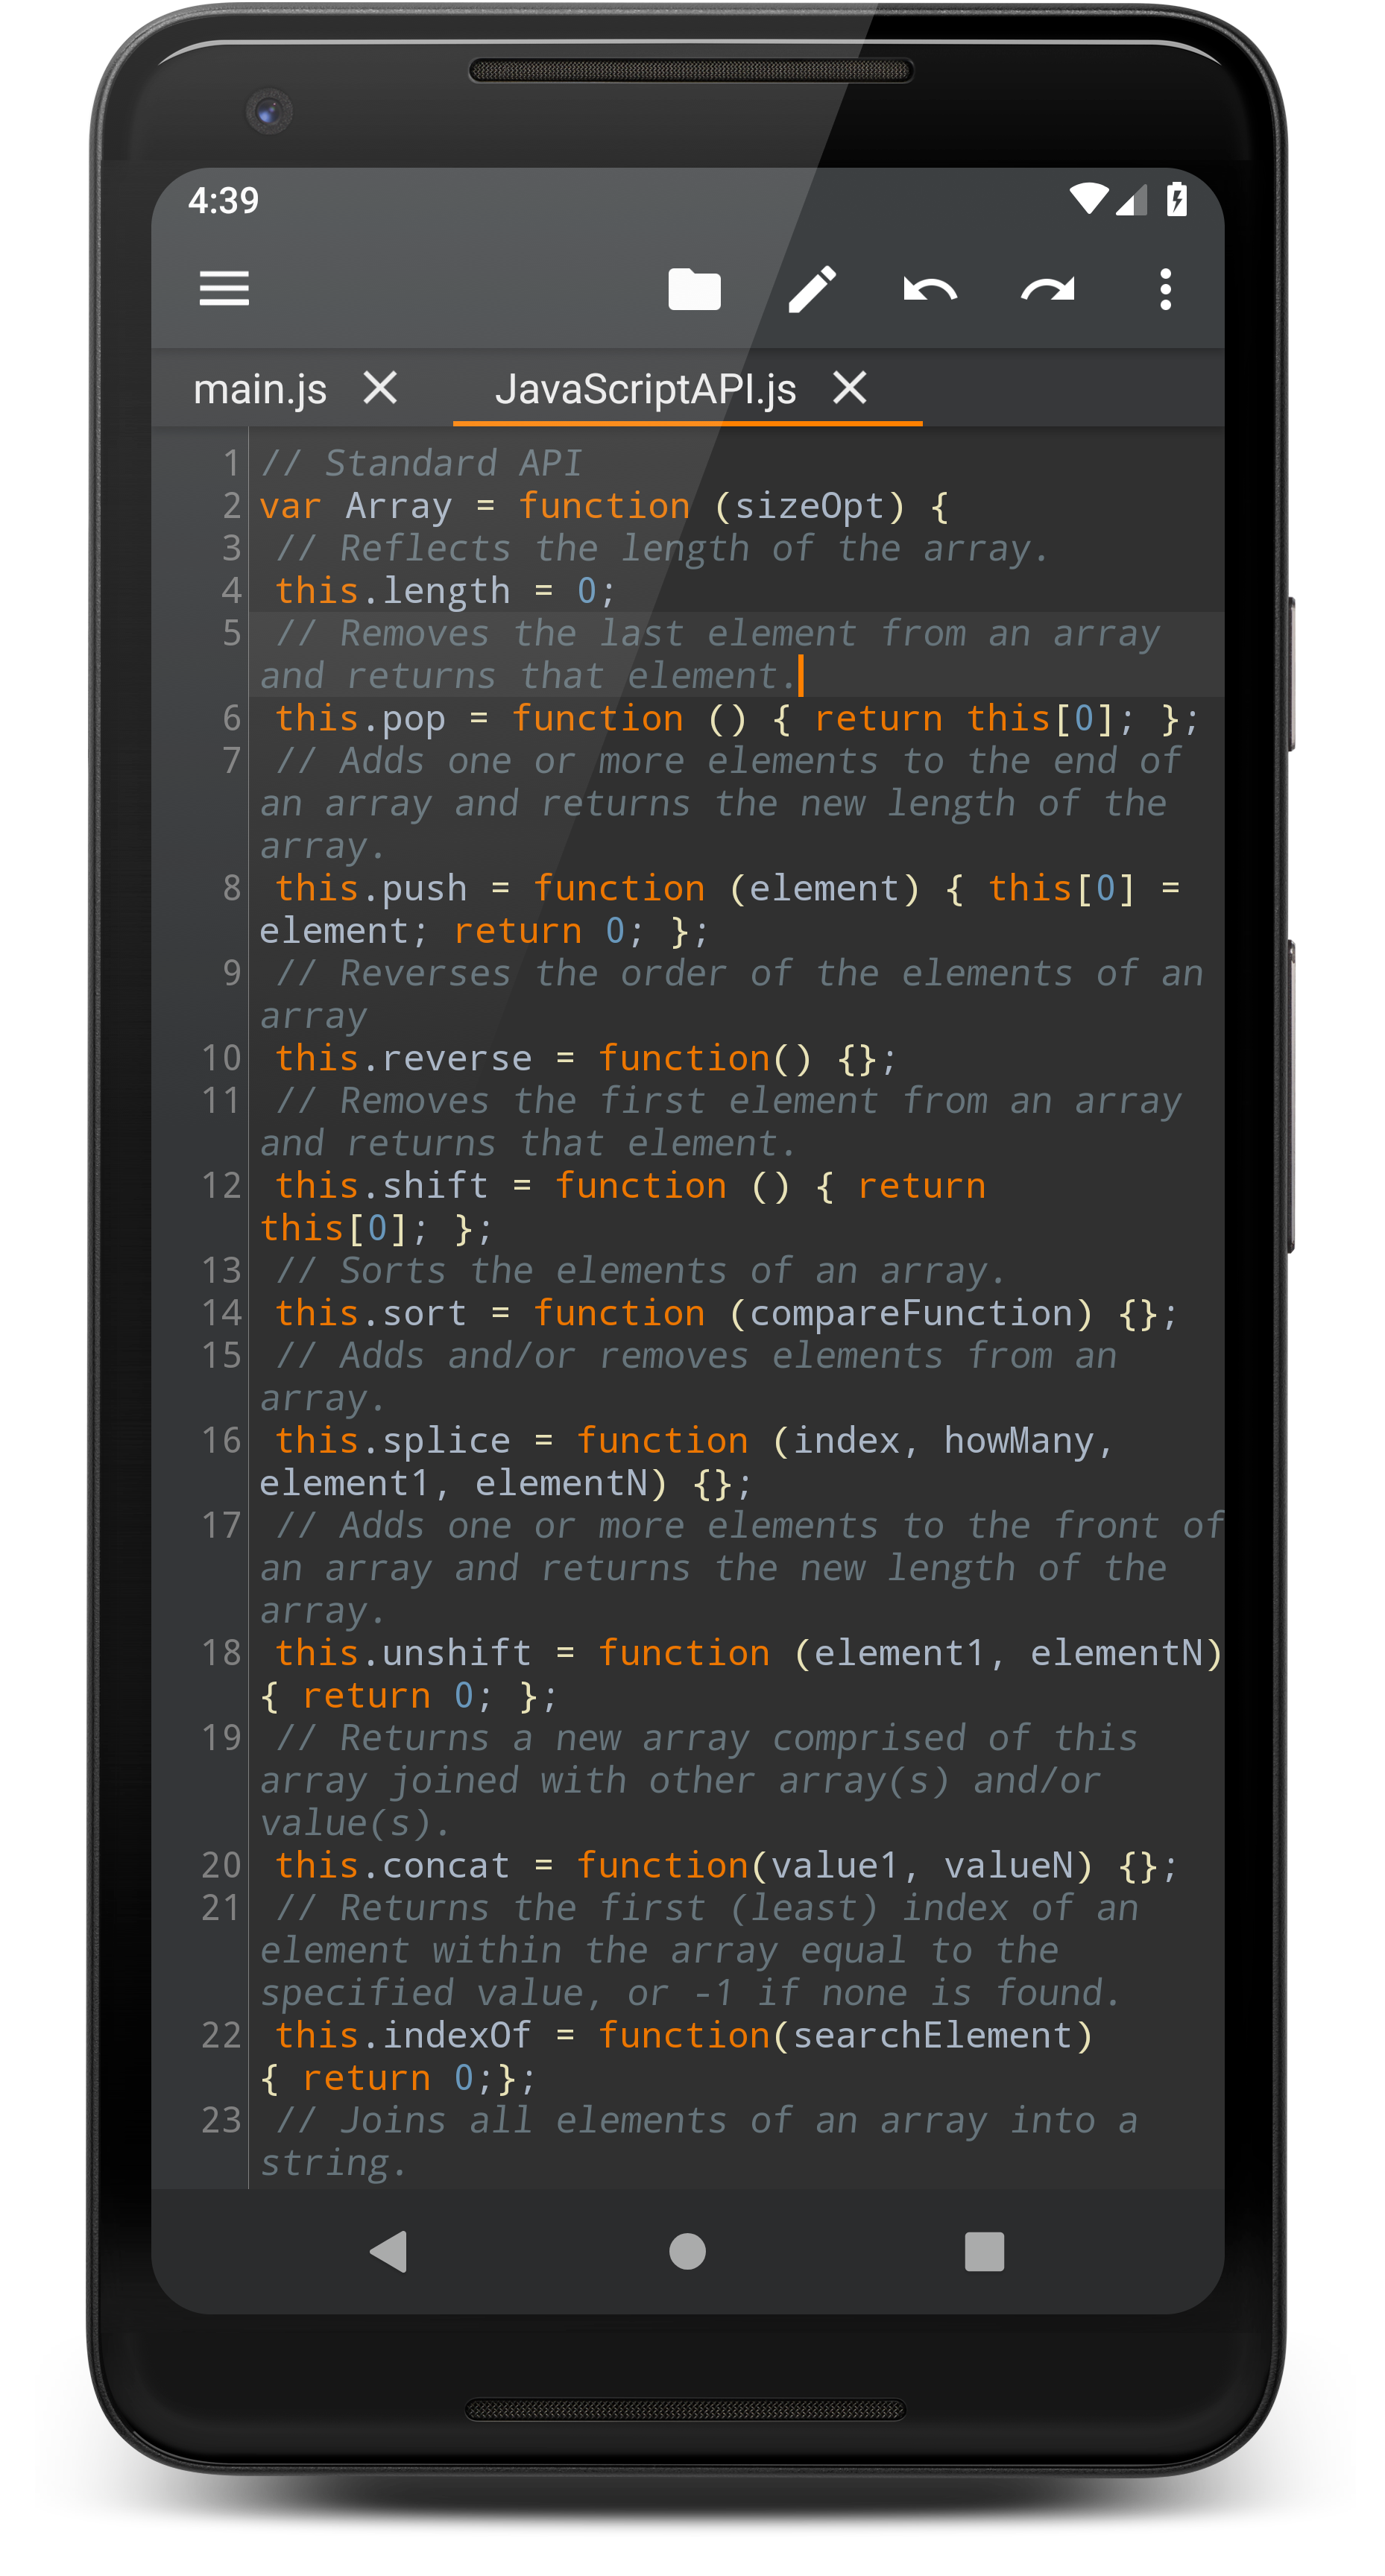 4:39
main.js
JavaScriptAPI.js
1 // Standard API
2 var Array = function (sizeOpt) {
3 // Reflects the length of the array.
4 this.length = 0;
5 // Removes the last element from an array
and returns that element.
6 this.pop = function () { return this[0]; };
7 // Adds one or more elements to the end of
an array and returns the new length of the
array.
8 this.push = function (element) { this[0] =
element; return 0; };
9 // Reverses the order of the elements of an
array
10 this.reverse = function() {};
11 // Removes the first element from an array
and returns that element.
12 this.shift = function () { return
this[0]; };
13 // Sorts the elements of an array.
14 this.sort = function (compareFunction) {};
15 // Adds and/or removes elements from an
array.
16 this.splice = function (index, howMany,
element1, elementN) {};
17 // Adds one or more elements to the front of
an array and returns the new length of the
array.
18 this.unshift = function (element1, elementN)
{ return 0; };
19 // Returns a new array comprised of this
array joined with other array(s) and/or
value(s).
20 this.concat = function(value1, valueN) {};
21 // Returns the first (least) index of an
element within the array equal to the
specified value, or -1 if none is found.
22 this.indexOf = function(searchElement)
{ return 0;};
23 // Joins all elements of an array into a
string.